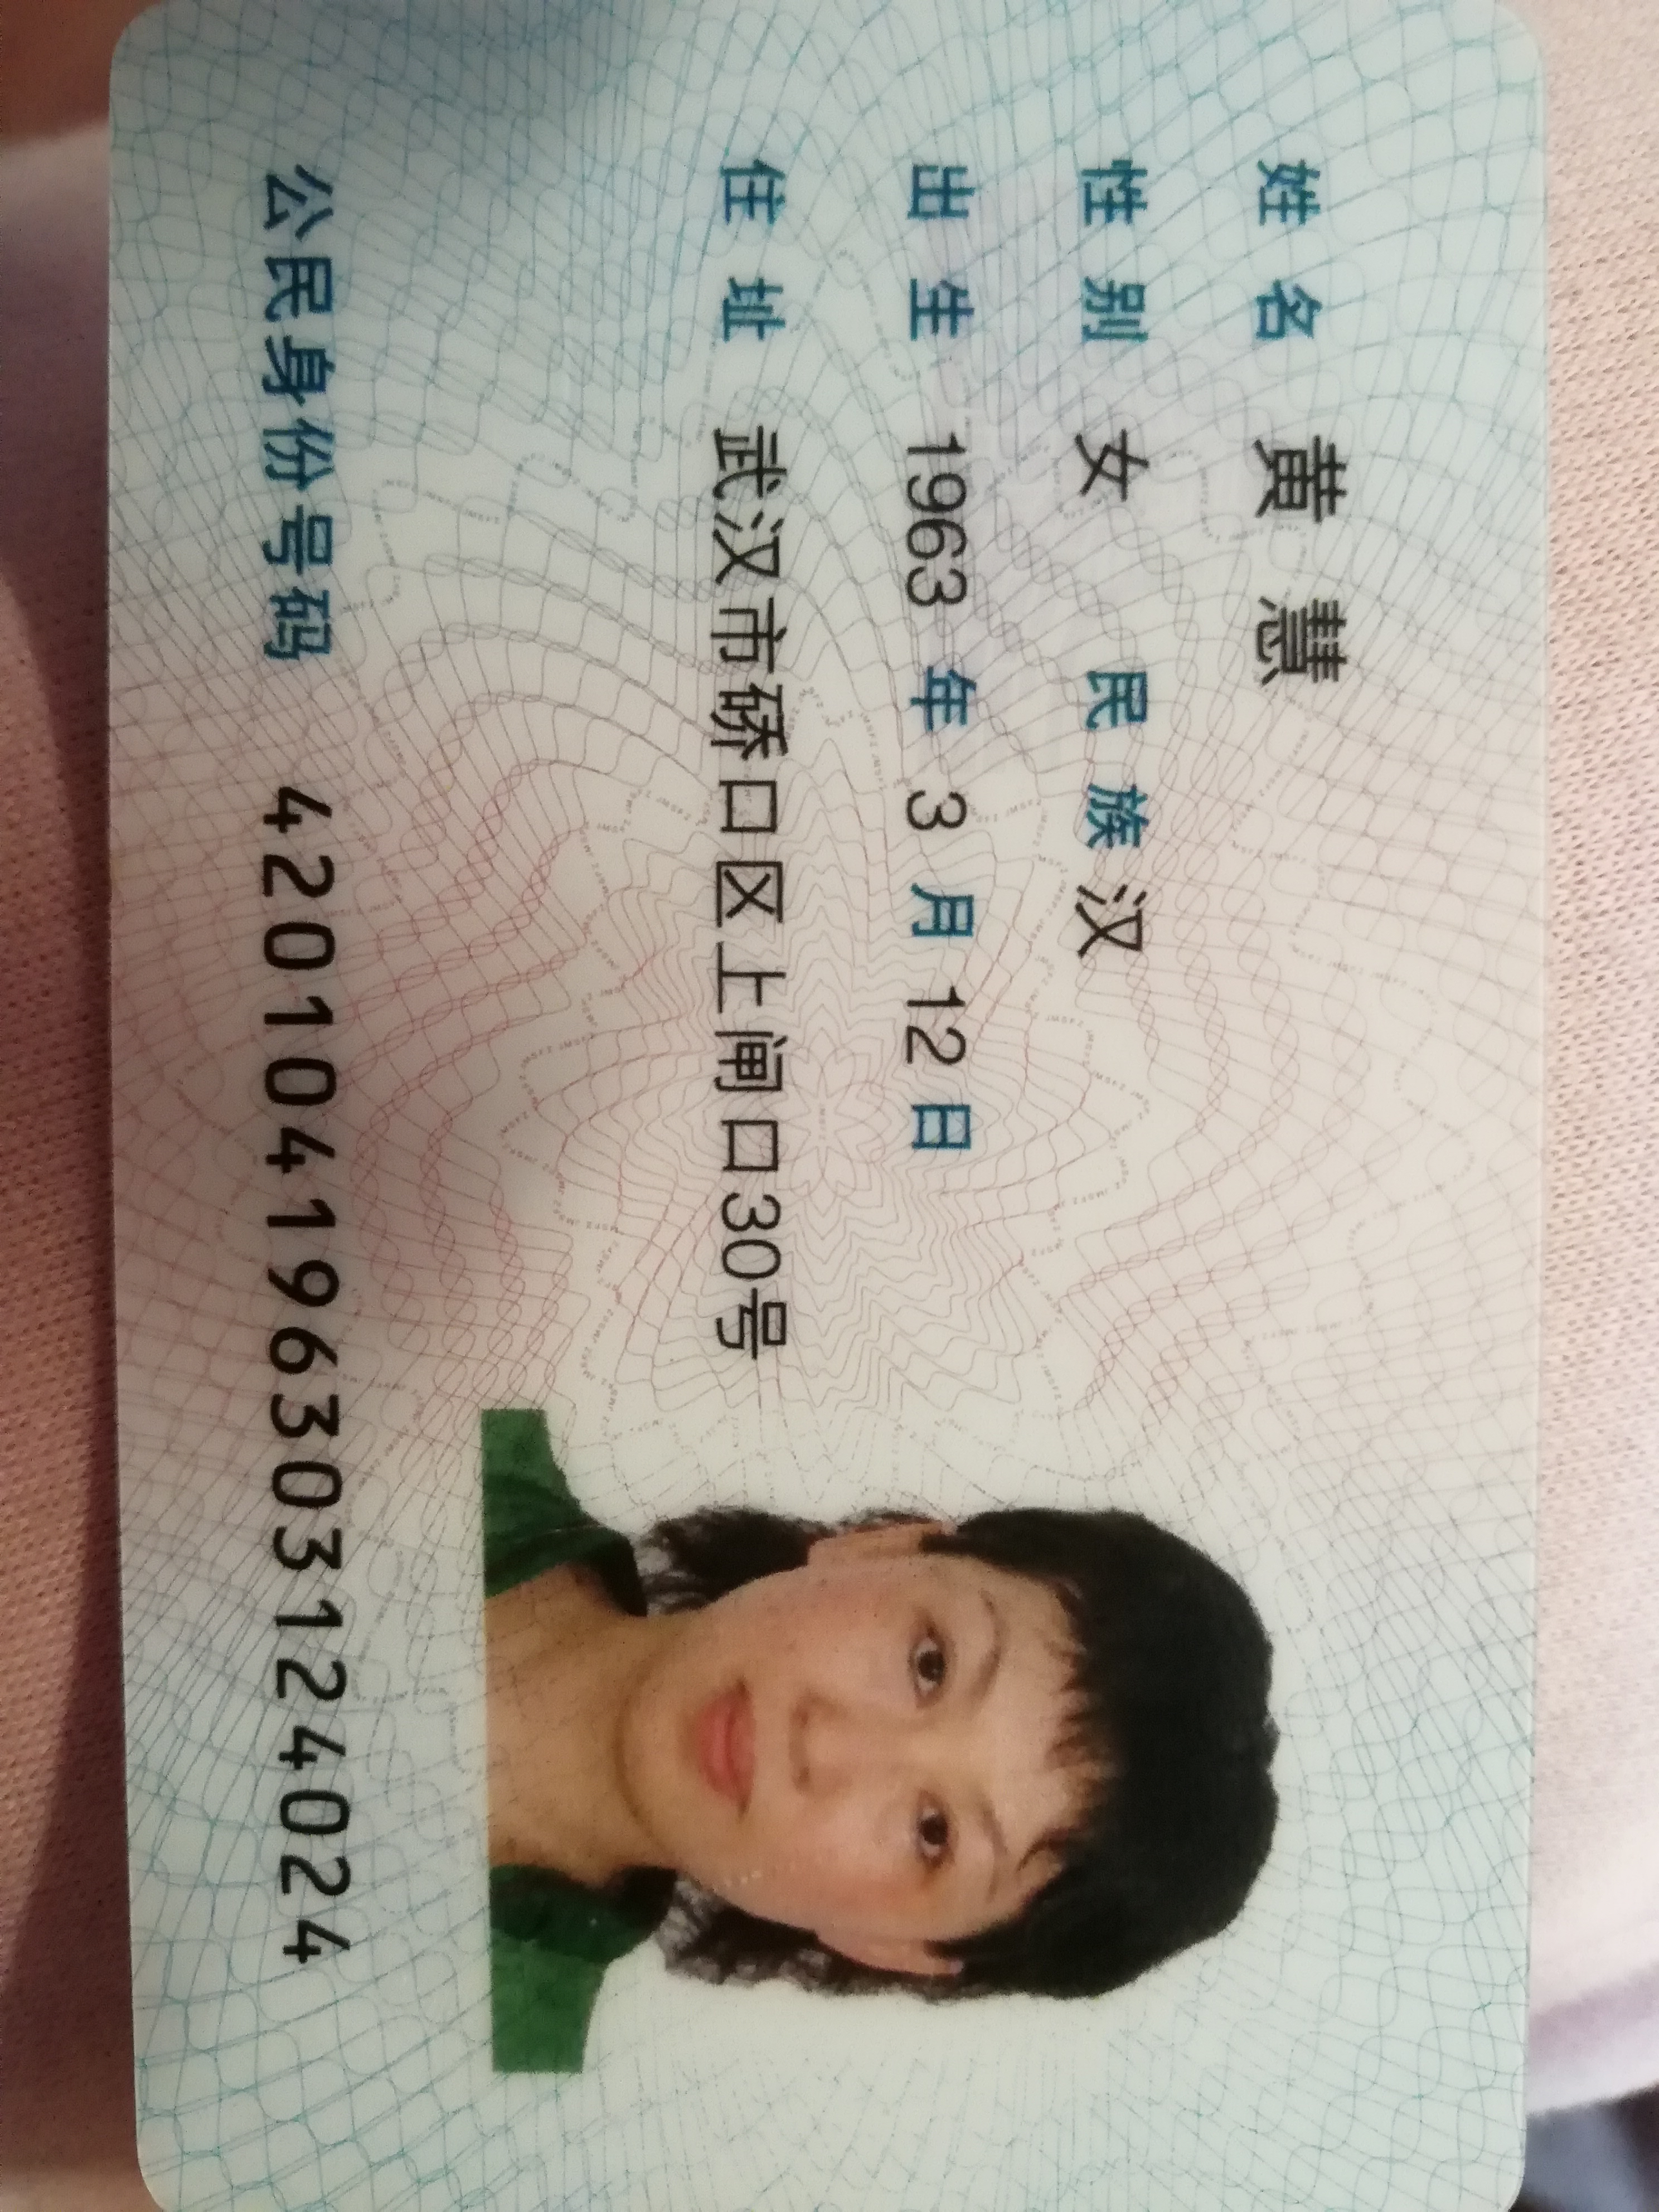 姓名 黄慧
性别 女 民族 汉
出生 1963 年 3 月 12 日
住址 武汉市硚口区上闸口30号
公民身份号码 420104196303124024